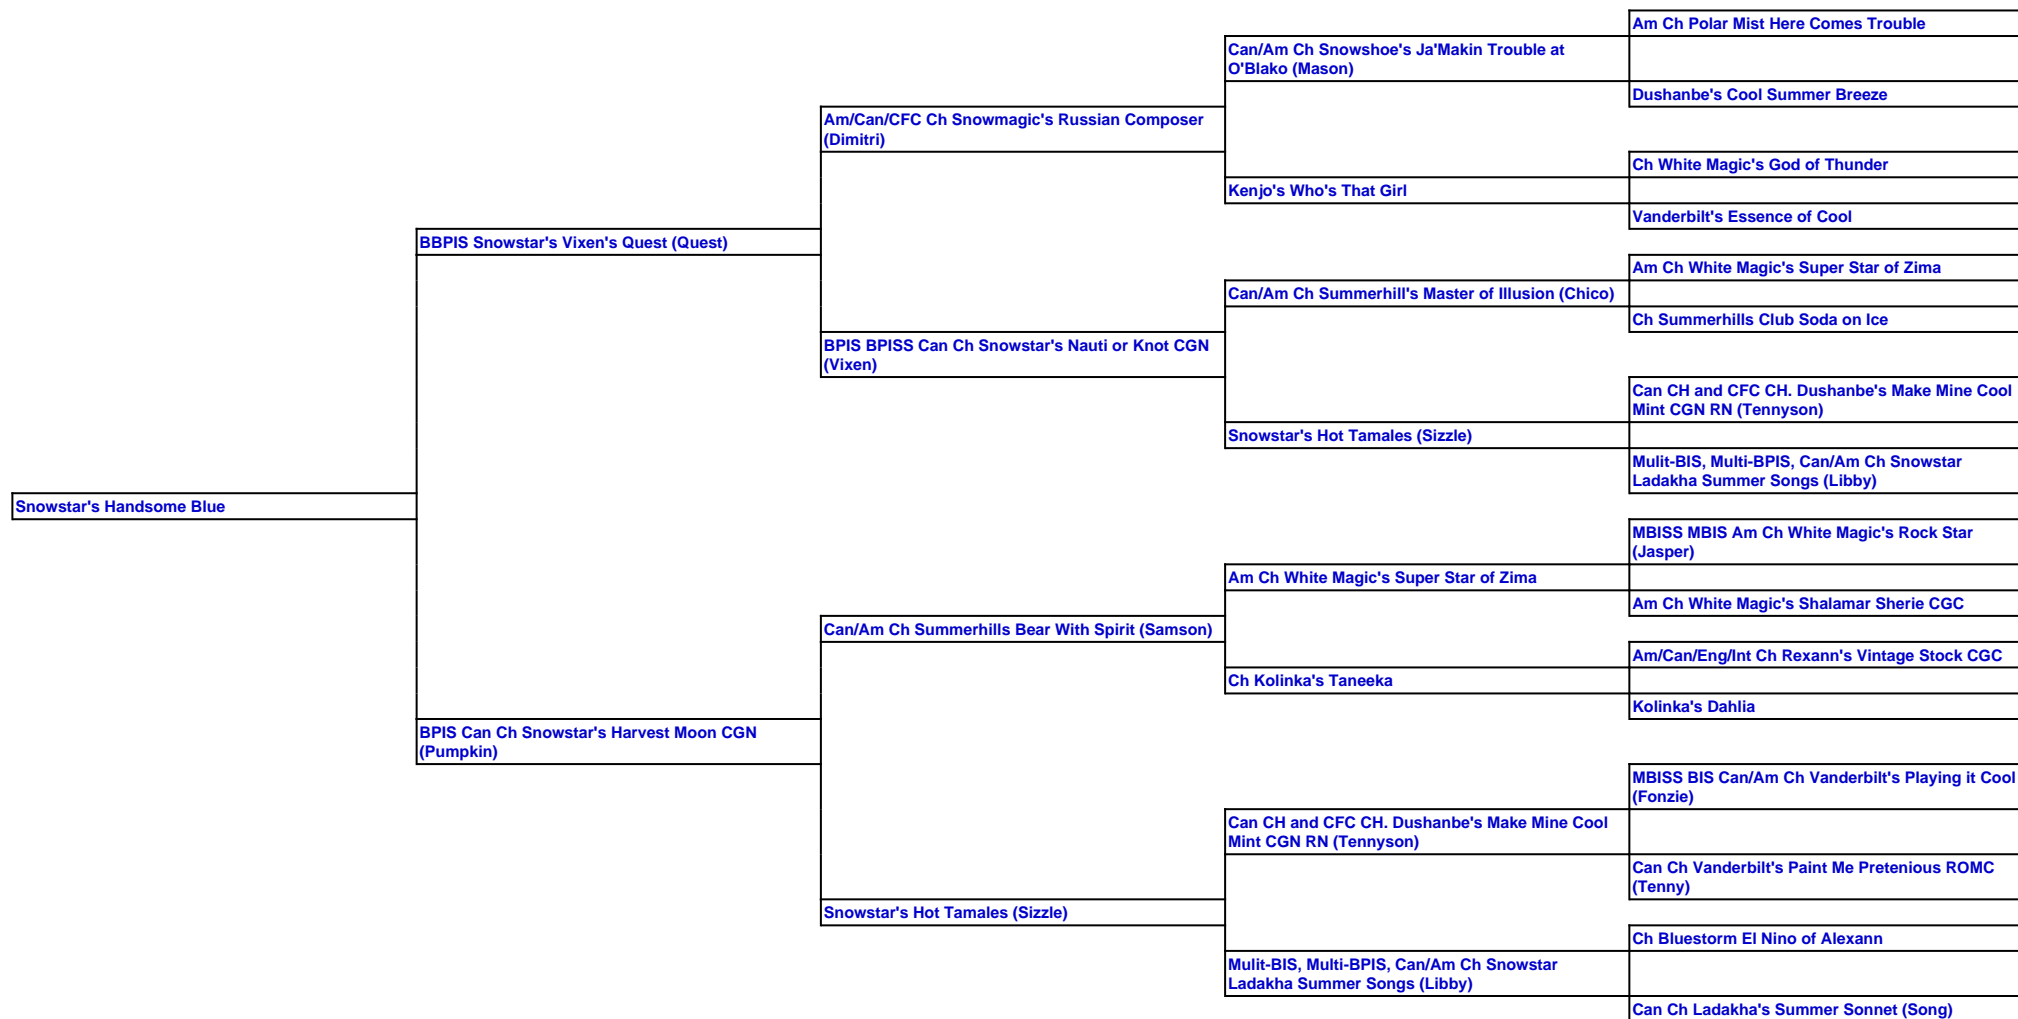 Am Ch Polar Mist Here Comes Trouble
Can/Am Ch Snowshoe's Ja'Makin Trouble at
O'Blako (Mason)
Dushanbe's Cool Summer Breeze
Am/Can/CFC Ch Snowmagic's Russian Composer
(Dimitri)
Ch White Magic's God of Thunder
Kenjo's Who's That Girl
Vanderbilt's Essence of Cool
BBPIS Snowstar's Vixen's Quest (Quest)
Am Ch White Magic's Super Star of Zima
Can/Am Ch Summerhill's Master of Illusion (Chico)
Ch Summerhills Club Soda on Ice
BPIS BPISS Can Ch Snowstar's Nauti or Knot CGN
(Vixen)
Can CH and CFC CH. Dushanbe's Make Mine Cool
Mint CGN RN (Tennyson)
Snowstar's Hot Tamales (Sizzle)
Mulit-BIS, Multi-BPIS, Can/Am Ch Snowstar
Ladakha Summer Songs (Libby)
Snowstar's Handsome Blue
MBISS MBIS Am Ch White Magic's Rock Star
(Jasper)
Am Ch White Magic's Super Star of Zima
Am Ch White Magic's Shalamar Sherie CGC
Can/Am Ch Summerhills Bear With Spirit (Samson)
Am/Can/Eng/Int Ch Rexann's Vintage Stock CGC
Ch Kolinka's Taneeka
Kolinka's Dahlia
BPIS Can Ch Snowstar's Harvest Moon CGN
(Pumpkin)
MBISS BIS Can/Am Ch Vanderbilt's Playing it Cool
(Fonzie)
Can CH and CFC CH. Dushanbe's Make Mine Cool
Mint CGN RN (Tennyson)
Can Ch Vanderbilt's Paint Me Pretenious ROMC
(Tenny)
Snowstar's Hot Tamales (Sizzle)
Ch Bluestorm El Nino of Alexann
Mulit-BIS, Multi-BPIS, Can/Am Ch Snowstar
Ladakha Summer Songs (Libby)
Can Ch Ladakha's Summer Sonnet (Song)